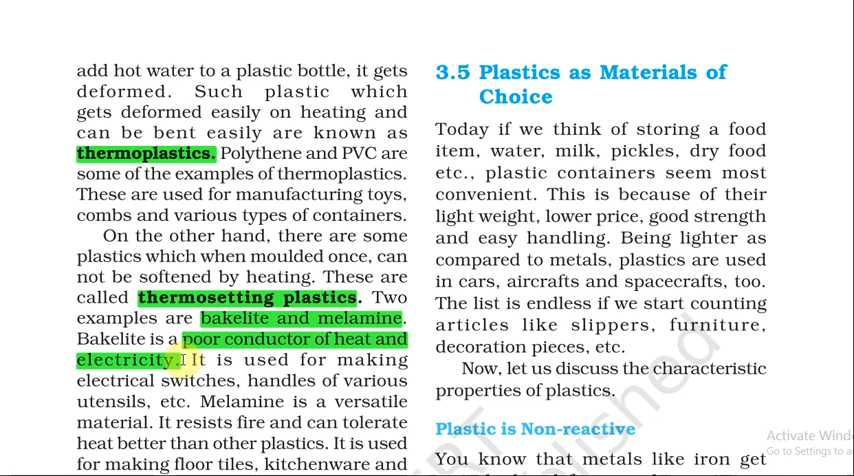 add hot water to a plastic bottle, it gets
deformed. Such plastic which
gets deformed easily on heating and
can be bent easily are known as
thermoplastics. Polythene and PVC are
some of the examples of thermoplastics.
These are used for manufacturing toys,
combs and various types of containers.
On the other hand, there are some
plastics which when moulded once, can
not be softened by heating. These are
called thermosetting plastics. Two
examples are bakelite and melamine.
Bakelite is a poor conductor of heat and
electricity. It is used for making
electrical switches, handles of various
utensils, etc. Melamine is a versatile
material. It resists fire and can tolerate
heat better than other plastics. It is used
for making floor tiles, kitchenware and
3.5 Plastics as Materials of
Choice
Today if we think of storing a food
item, water, milk, pickles, dry food
etc., plastic containers seem most
convenient. This is because of their
light weight, lower price, good strength
and easy handling. Being lighter as
compared to metals, plastics are used
in cars, aircrafts and spacecrafts, too.
The list is endless if we start counting
articles like slippers, furniture,
decoration pieces, etc.
Now, let us discuss the characteristic
properties of plastics.
Plastic is Non-reactive
You know that metals like iron get
Activate Wind
Go to Settings to a